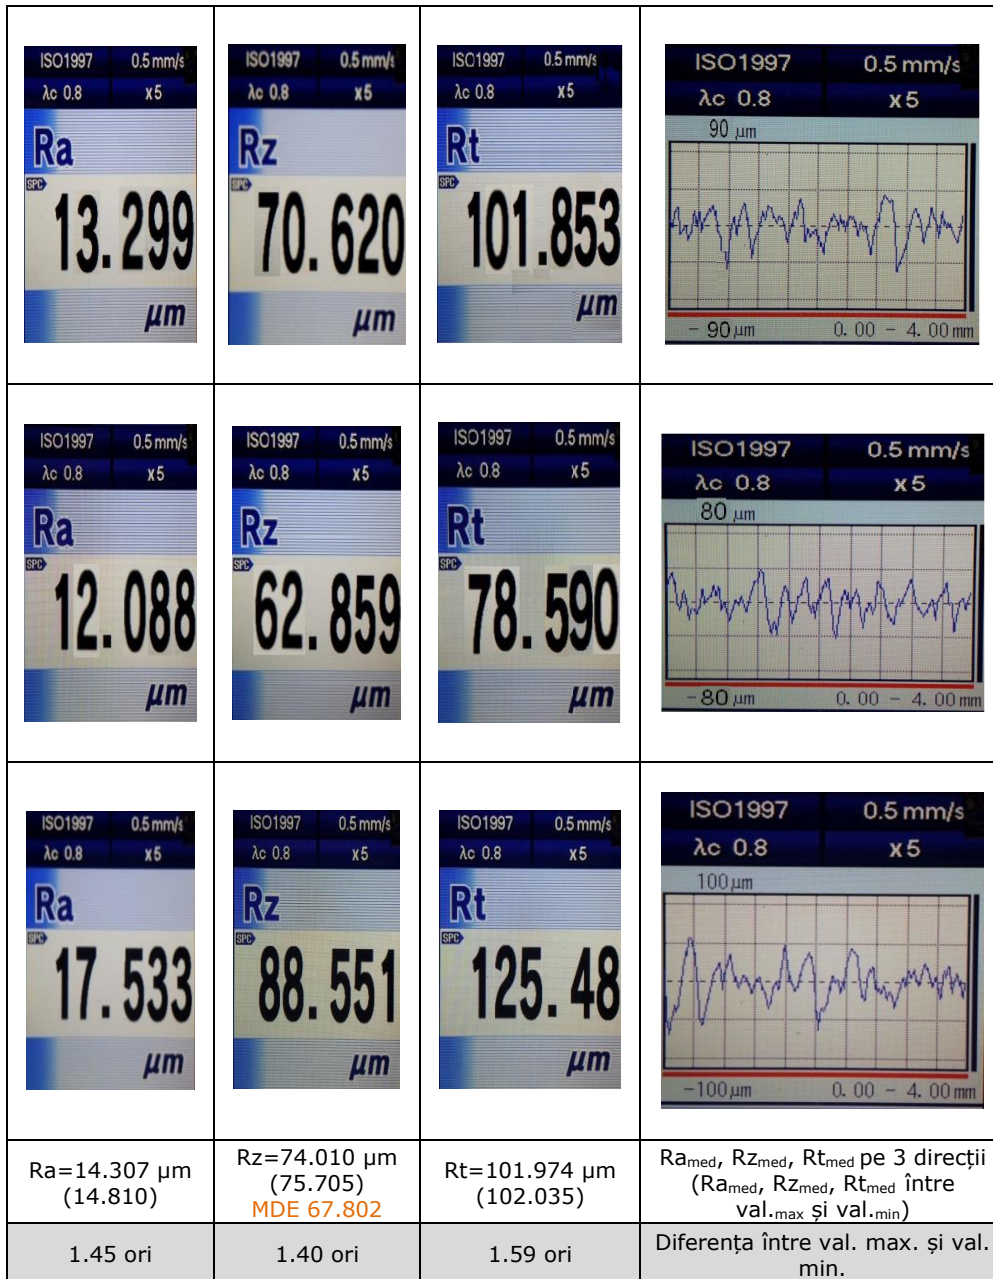 ISO1997 0.5 mm/s
λc 0.8 x5
Ra
SPC
13.299
µm
ISO1997 0.5 mm/s
λc 0.8 x5
Rz
SPC
70.620
µm
ISO1997 0.5 mm/s
λc 0.8 x5
Rt
SPC
101.853
µm
ISO1997 0.5 mm/s
λc 0.8 x5
90 µm
- 90 µm 0.00 - 4.00 mm
ISO1997 0.5 mm/s
λc 0.8 x5
Ra
SPC
12.088
µm
ISO1997 0.5 mm/s
λc 0.8 x5
Rz
SPC
62.859
µm
ISO1997 0.5 mm/s
λc 0.8 x5
Rt
SPC
78.590
µm
ISO1997 0.5 mm/s
λc 0.8 x5
80 µm
-80 µm 0.00 - 4.00 mm
ISO1997 0.5 mm/s
λc 0.8 x5
Ra
SPC
17.533
µm
ISO1997 0.5 mm/s
λc 0.8 x5
Rz
SPC
88.551
µm
ISO1997 0.5 mm/s
λc 0.8 x5
Rt
SPC
125.48
µm
ISO1997 0.5 mm/s
λc 0.8 x5
100 µm
-100 µm 0.00 - 4.00 mm
Ra=14.307 µm
(14.810)
Rz=74.010 µm
(75.705)
MDE 67.802
Rt=101.974 µm
(102.035)
Ramed, Rzmed, Rtmed pe 3 direcții
(Ramed, Rzmed, Rtmed între
val.max și val.min)
1.45 ori
1.40 ori
1.59 ori
Diferența între val. max. și val.
min.